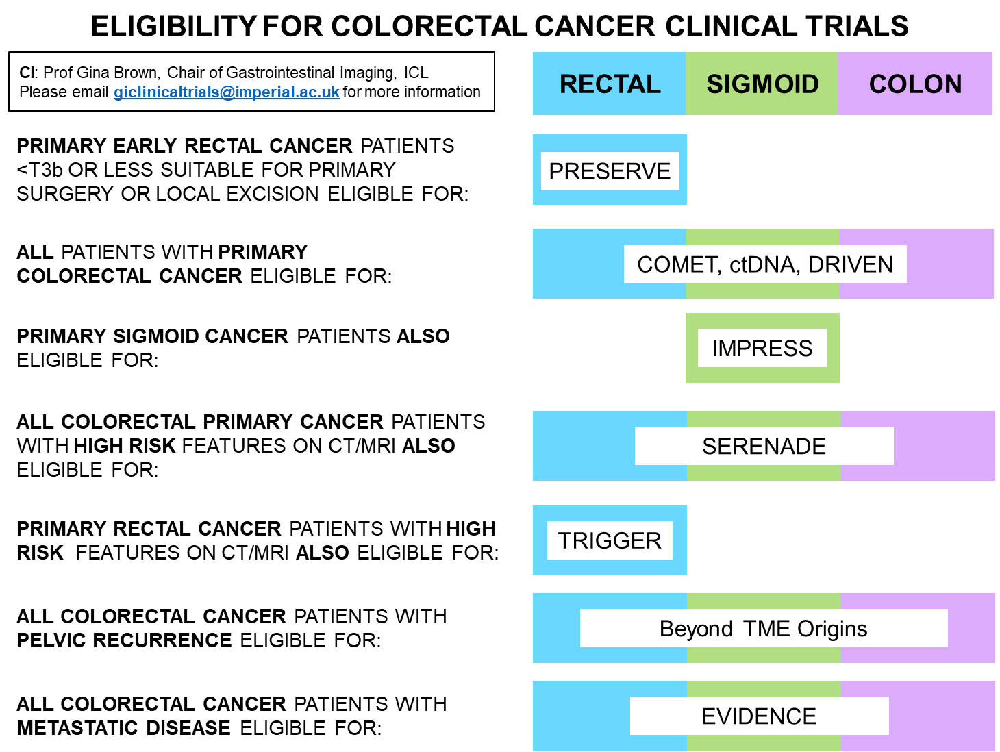 ELIGIBILITY FOR COLORECTAL CANCER CLINICAL TRIALS
CI: Prof Gina Brown, Chair of Gastrointestinal Imaging, ICL
Please email giclinicaltrials@imperial.ac.uk for more information
RECTAL
SIGMOID
COLON
PRIMARY EARLY RECTAL CANCER PATIENTS
<T3b OR LESS SUITABLE FOR PRIMARY
SURGERY OR LOCAL EXCISION ELIGIBLE FOR:
PRESERVE
ALL PATIENTS WITH PRIMARY
COLORECTAL CANCER ELIGIBLE FOR:
COMET, ctDNA, DRIVEN
PRIMARY SIGMOID CANCER PATIENTS ALSO
ELIGIBLE FOR:
IMPRESS
ALL COLORECTAL PRIMARY CANCER PATIENTS
WITH HIGH RISK FEATURES ON CT/MRI ALSO
ELIGIBLE FOR:
SERENADE
PRIMARY RECTAL CANCER PATIENTS WITH HIGH
RISK FEATURES ON CT/MRI ALSO ELIGIBLE FOR:
TRIGGER
ALL COLORECTAL CANCER PATIENTS WITH
PELVIC RECURRENCE ELIGIBLE FOR:
Beyond TME Origins
ALL COLORECTAL CANCER PATIENTS WITH
METASTATIC DISEASE ELIGIBLE FOR:
EVIDENCE